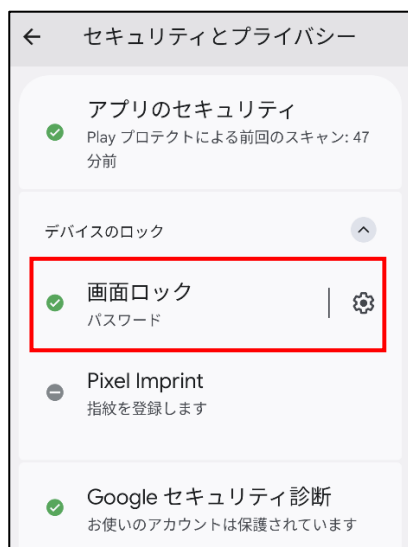 セキュリティとプライバシー
アプリのセキュリティ
Play プロテクトによる前回のスキャン: 47
分前
デバイスのロック
画面ロック
パスワード
Pixel Imprint
指紋を登録します
Google セキュリティ診断
お使いのアカウントは保護されています